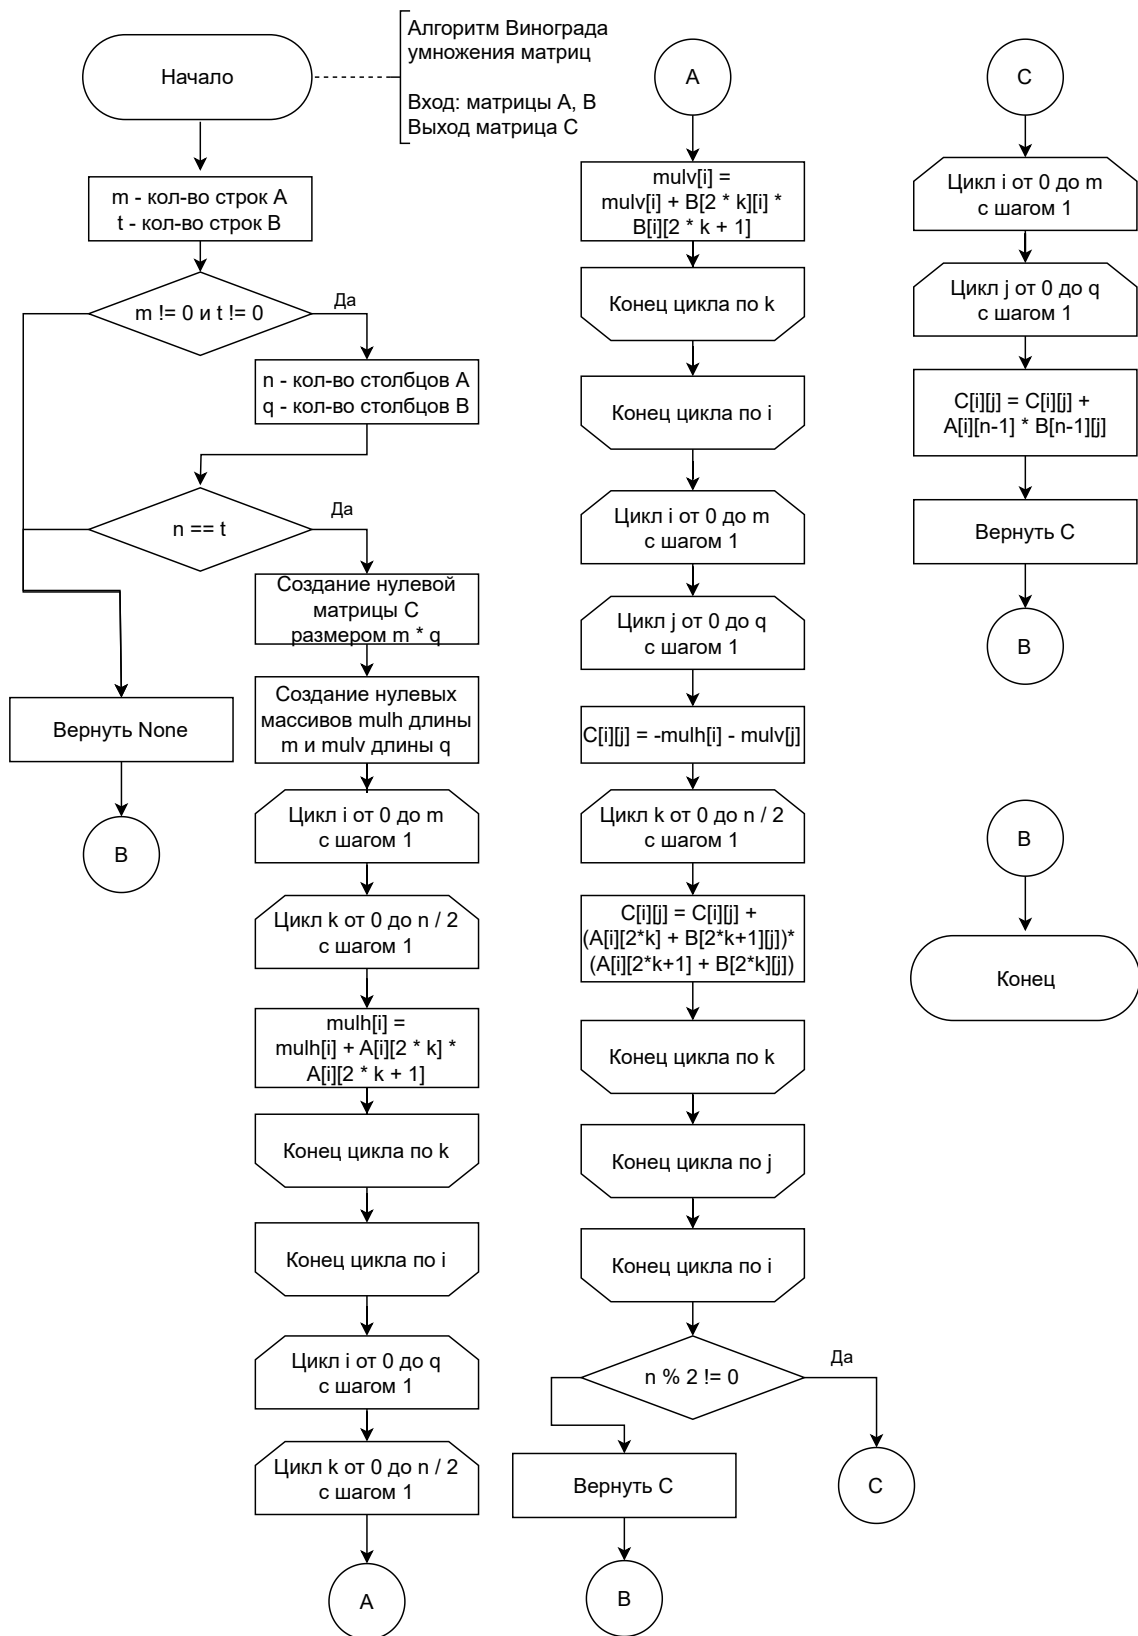 Начало
Алгоритм Винограда
умножения матриц
Вход: матрицы A, B
Выход матрица C
m - кол-во строк A
t - кол-во строк B
m != 0 и t != 0
Да
n - кол-во столбцов A
q - кол-во столбцов B
n == t
Да
Создание нулевой
матрицы C
размером m * q
Вернуть None
B
Создание нулевых
массивов mulh длины
m и mulv длины q
Цикл i от 0 до m
с шагом 1
Цикл k от 0 до n / 2
с шагом 1
mulh[i] =
mulh[i] + A[i][2 * k] *
A[i][2 * k + 1]
Конец цикла по k
Конец цикла по i
Цикл i от 0 до q
с шагом 1
Цикл k от 0 до n / 2
с шагом 1
A
A
mulv[i] =
mulv[i] + B[2 * k][i] *
B[i][2 * k + 1]
Конец цикла по k
Конец цикла по i
Цикл i от 0 до m
с шагом 1
Цикл j от 0 до q
с шагом 1
C[i][j] = -mulh[i] - mulv[j]
Цикл k от 0 до n / 2
с шагом 1
C[i][j] = C[i][j] +
(A[i][2*k] + B[2*k+1][j])*
(A[i][2*k+1] + B[2*k][j])
Конец цикла по k
Конец цикла по j
Конец цикла по i
n % 2 != 0
Да
Вернуть C
B
C
C
Цикл i от 0 до m
с шагом 1
Цикл j от 0 до q
с шагом 1
C[i][j] = C[i][j] +
A[i][n-1] * B[n-1][j]
Вернуть C
B
B
Конец